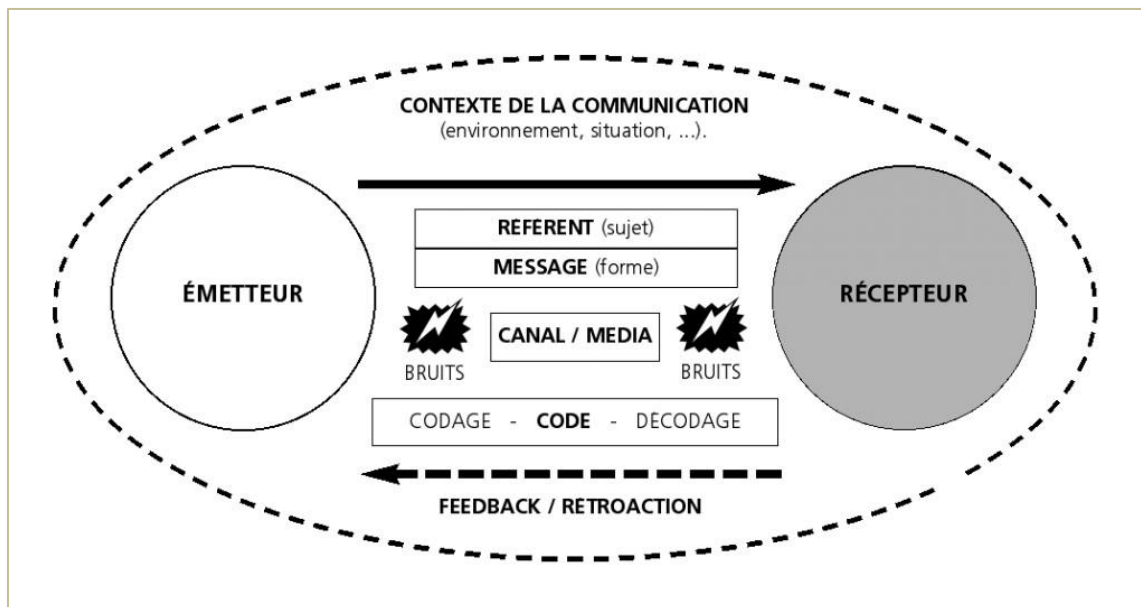 CONTEXTE DE LA COMMUNICATION
(environnement, situation, ...).
RÉFÉRENT (sujet)
MESSAGE (forme)
ÉMETTEUR
RÉCEPTEUR
CANAL / MEDIA
BRUITS
BRUITS
CODAGE - CODE - DECODAGE
FEEDBACK / RETROACTION